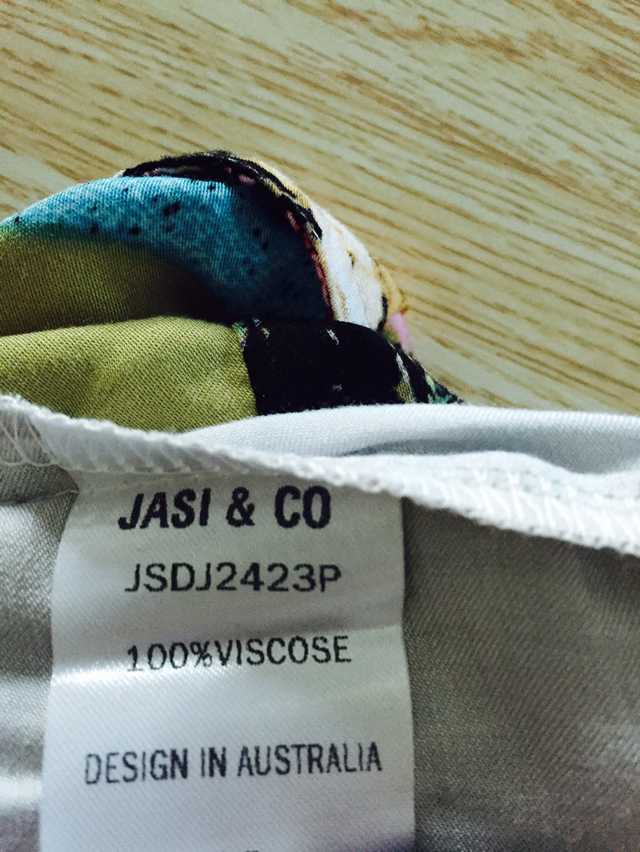 JASI & CO
JSDJ2423P
100%VISCOSE
DESIGN IN AUSTRALIA